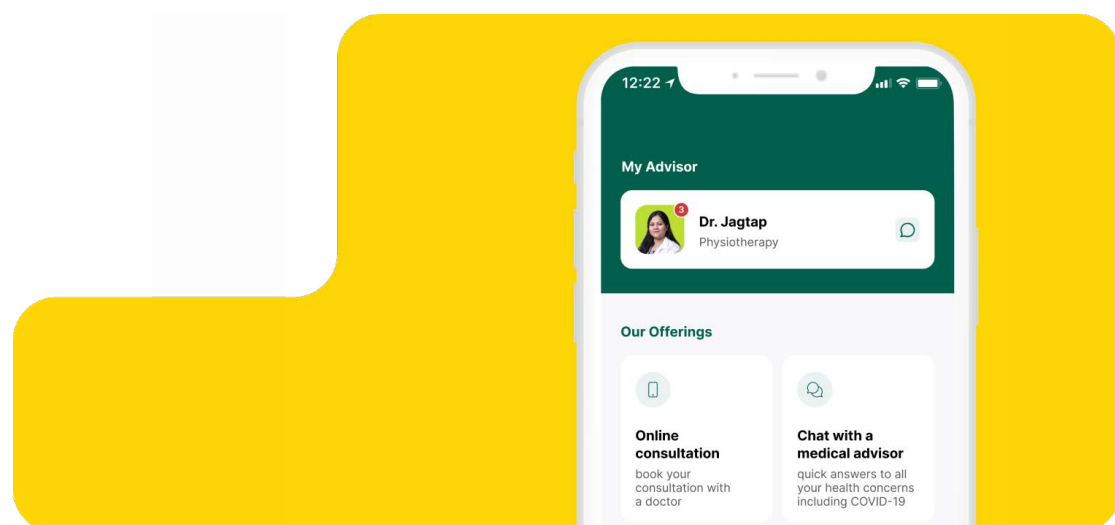 12:22
My Advisor
3
Dr. Jagtap
Physiotherapy
Our Offerings
Online
consultation
book your
consultation with
a doctor
Chat with a
medical advisor
quick answers to all
your health concerns
including COVID-19